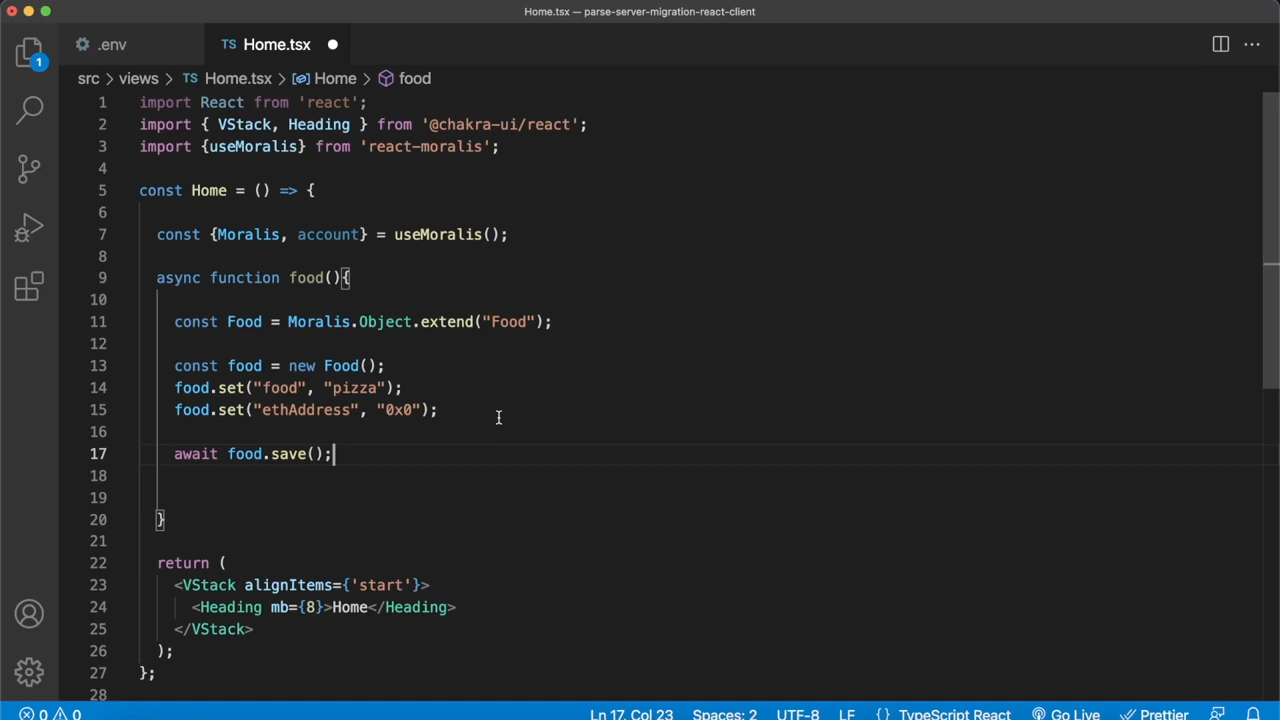 Home.tsx — parse-server-migration-react-client
.env
TS Home.tsx
1
src > views > TS Home.tsx > Home > food
1 import React from 'react';
2 import { VStack, Heading } from '@chakra-ui/react';
3 import {useMoralis} from 'react-moralis';
4
5 const Home = () => {
6
7 const {Moralis, account} = useMoralis();
8
9 async function food(){
10
11 const Food = Moralis.Object.extend("Food");
12
13 const food = new Food();
14 food.set("food", "pizza");
15 food.set("ethAddress", "0x0");
16
17 await food.save();
18
19
20 }
21
22 return (
23 <VStack alignItems={'start'}>
24 <Heading mb={8}>Home</Heading>
25 </VStack>
26 );
27 };
28
0 0 Ln 17, Col 23 Spaces: 2 UTF-8 LF {} TypeScript React Go Live Prettier